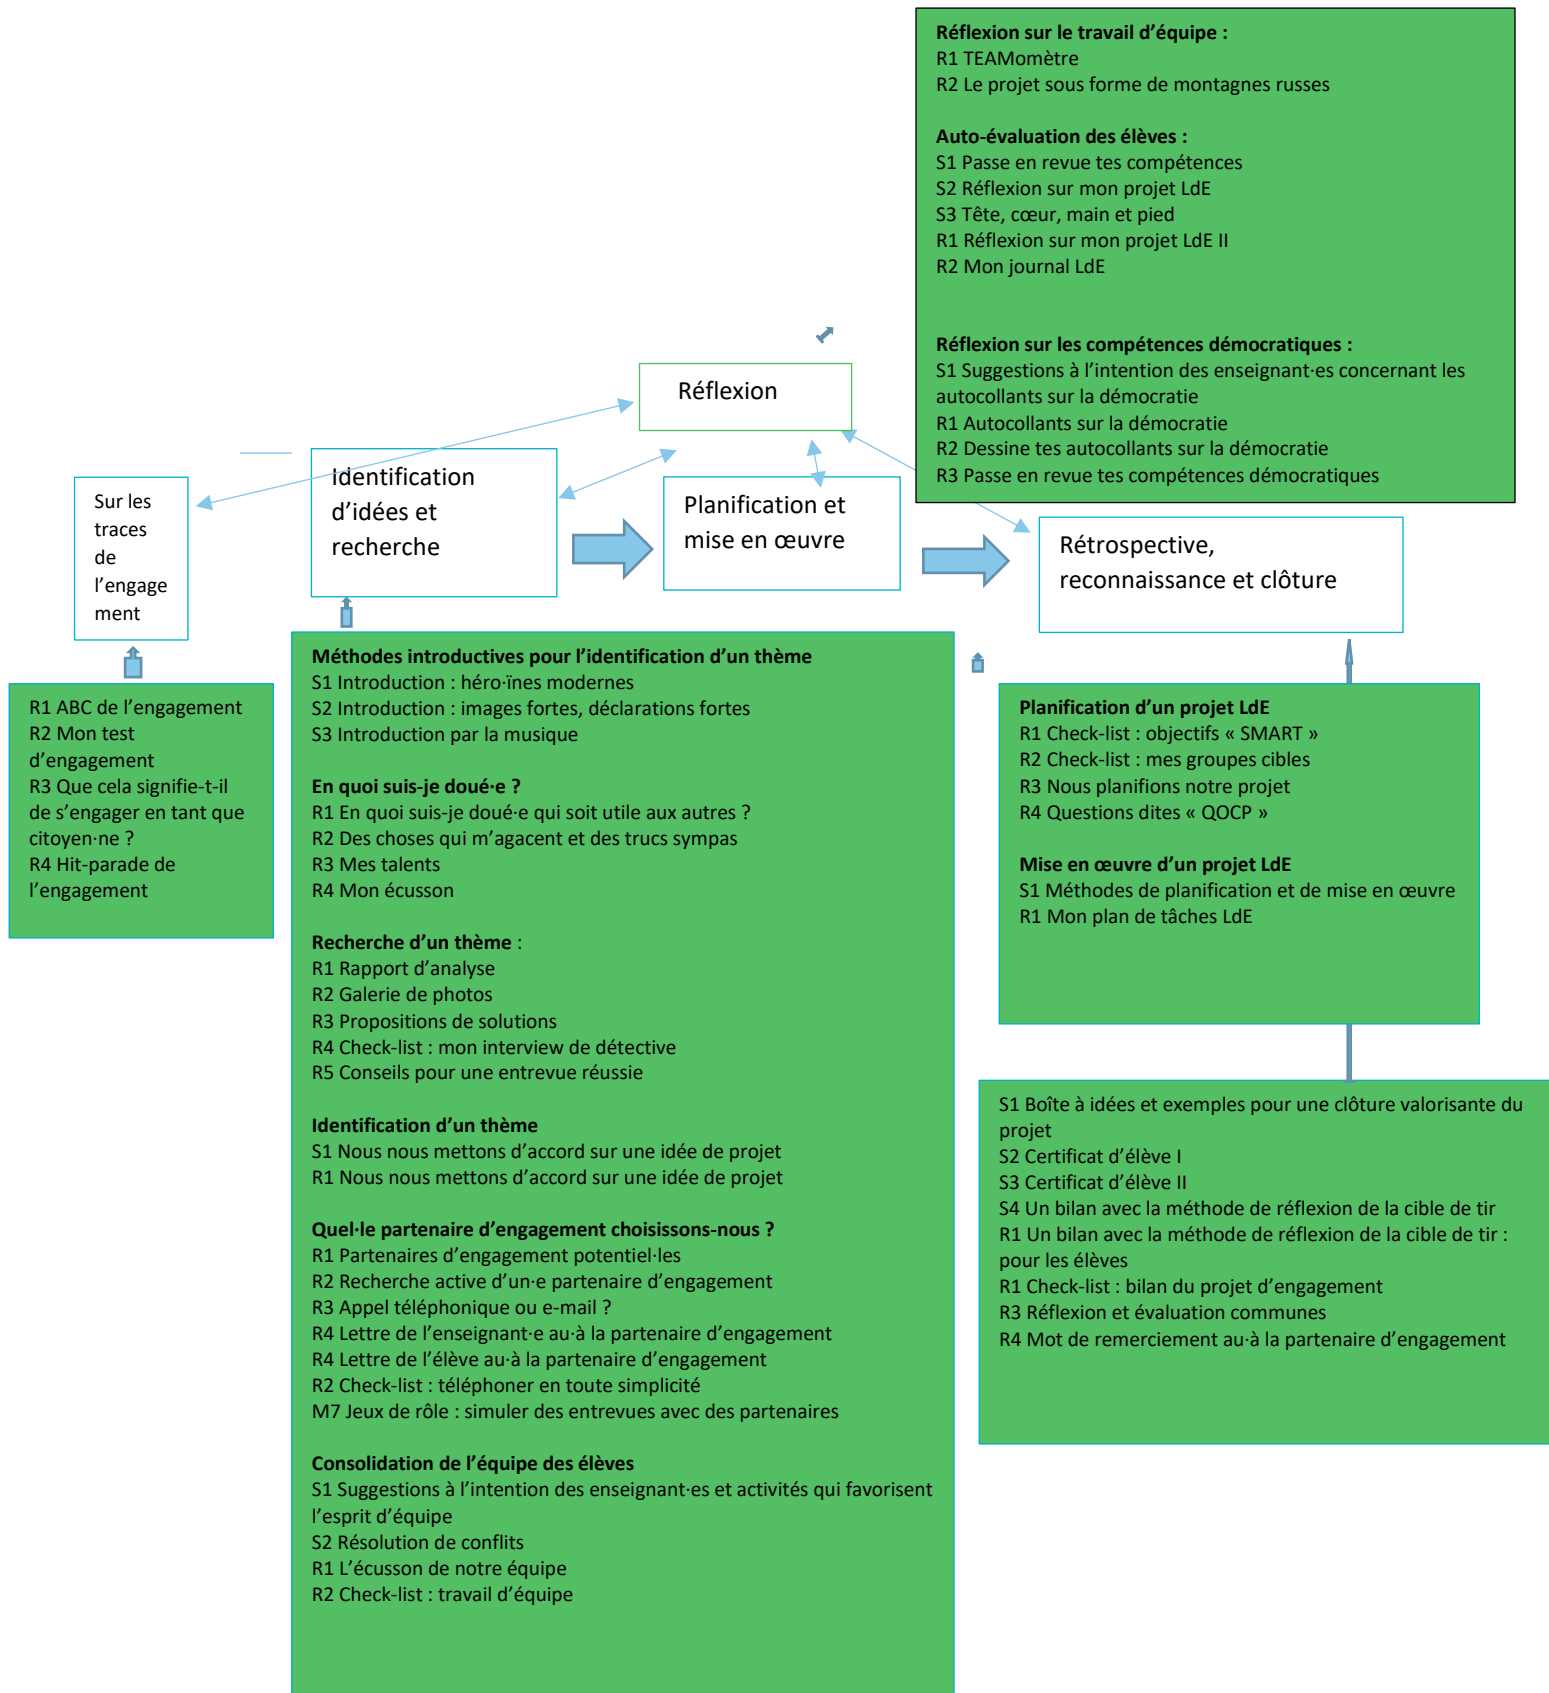 Réflexion sur le travail d’équipe :
R1 TEAMomètre
R2 Le projet sous forme de montagnes russes
Auto-évaluation des élèves :
S1 Passe en revue tes compétences
S2 Réflexion sur mon projet LdE
S3 Tête, cœur, main et pied
R1 Réflexion sur mon projet LdE II
R2 Mon journal LdE
Réflexion sur les compétences démocratiques :
S1 Suggestions à l’intention des enseignant·es concernant les
autocollants sur la démocratie
R1 Autocollants sur la démocratie
R2 Dessine tes autocollants sur la démocratie
R3 Passe en revue tes compétences démocratiques
Réflexion
Sur les
traces
de
l’engage
ment
Identification
d’idées et
recherche
Planification et
mise en œuvre
Rétrospective,
reconnaissance et clôture
R1 ABC de l’engagement
R2 Mon test
d’engagement
R3 Que cela signifie-t-il
de s’engager en tant que
citoyen·ne ?
R4 Hit-parade de
l’engagement
Méthodes introductives pour l’identification d’un thème
S1 Introduction : héro·ïnes modernes
S2 Introduction : images fortes, déclarations fortes
S3 Introduction par la musique
En quoi suis-je doué·e ?
R1 En quoi suis-je doué·e qui soit utile aux autres ?
R2 Des choses qui m’agacent et des trucs sympas
R3 Mes talents
R4 Mon écusson
Recherche d’un thème :
R1 Rapport d’analyse
R2 Galerie de photos
R3 Propositions de solutions
R4 Check-list : mon interview de détective
R5 Conseils pour une entrevue réussie
Identification d’un thème
S1 Nous nous mettons d’accord sur une idée de projet
R1 Nous nous mettons d’accord sur une idée de projet
Quel·le partenaire d’engagement choisissons-nous ?
R1 Partenaires d’engagement potentiel·les
R2 Recherche active d’un·e partenaire d’engagement
R3 Appel téléphonique ou e-mail ?
R4 Lettre de l’enseignant·e au·à la partenaire d’engagement
R4 Lettre de l’élève au·à la partenaire d’engagement
R2 Check-list : téléphoner en toute simplicité
M7 Jeux de rôle : simuler des entrevues avec des partenaires
Consolidation de l’équipe des élèves
S1 Suggestions à l’intention des enseignant·es et activités qui favorisent
l’esprit d’équipe
S2 Résolution de conflits
R1 L’écusson de notre équipe
R2 Check-list : travail d’équipe
Planification d’un projet LdE
R1 Check-list : objectifs « SMART »
R2 Check-list : mes groupes cibles
R3 Nous planifions notre projet
R4 Questions dites « QOCP »
Mise en œuvre d’un projet LdE
S1 Méthodes de planification et de mise en œuvre
R1 Mon plan de tâches LdE
S1 Boîte à idées et exemples pour une clôture valorisante du
projet
S2 Certificat d’élève I
S3 Certificat d’élève II
S4 Un bilan avec la méthode de réflexion de la cible de tir
R1 Un bilan avec la méthode de réflexion de la cible de tir :
pour les élèves
R1 Check-list : bilan du projet d’engagement
R3 Réflexion et évaluation communes
R4 Mot de remerciement au·à la partenaire d’engagement